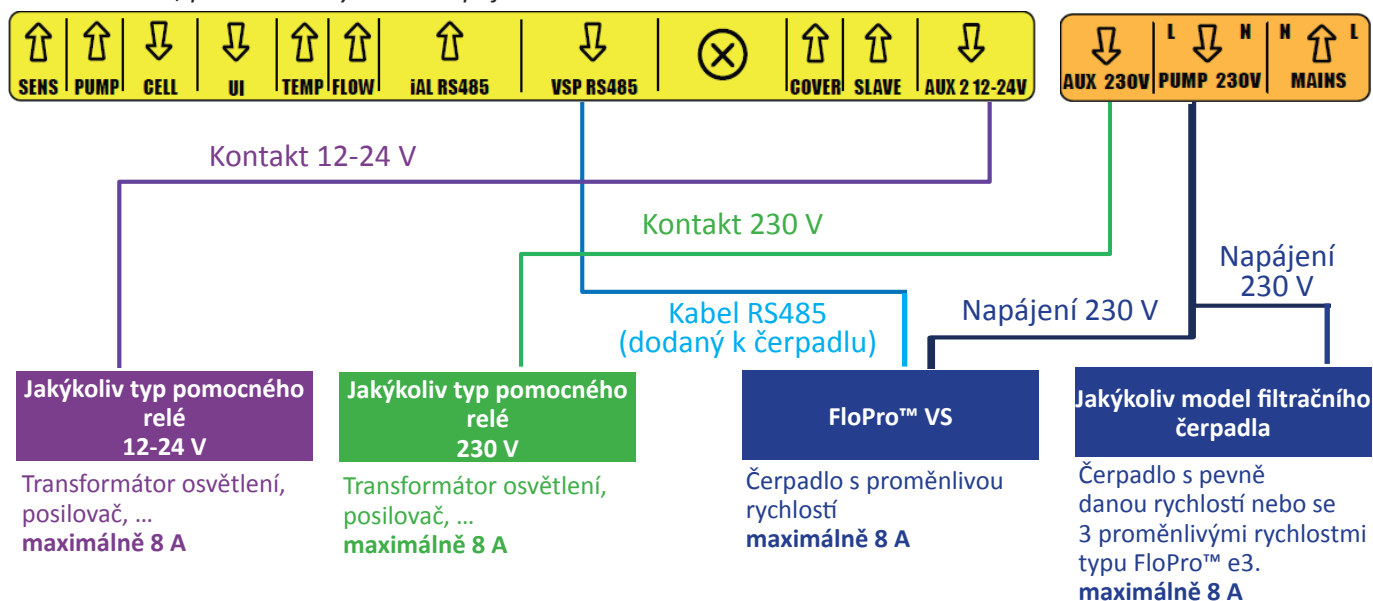 SENS PUMP CELL UI TEMP FLOW iAL RS485 VSP RS485 COVER SLAVE AUX 2 12-24V
L N N L
AUX 230V PUMP 230V MAINS
Kontakt 12-24 V
Kontakt 230 V
Napájení
230 V
Kabel RS485
(dodaný k čerpadlu)
Napájení 230 V
Jakýkoliv typ pomocného
relé
12-24 V
Transformátor osvětlení,
posilovač, ...
maximálně 8 A
Jakýkoliv typ pomocného
relé
230 V
Transformátor osvětlení,
posilovač, ...
maximálně 8 A
FloPro™ VS
Čerpadlo s proměnlivou
rychlostí
maximálně 8 A
Jakýkoliv model filtračního
čerpadla
Čerpadlo s pevně
danou rychlostí nebo se
3 proměnlivými rychlostmi
typu FloPro™ e3.
maximálně 8 A